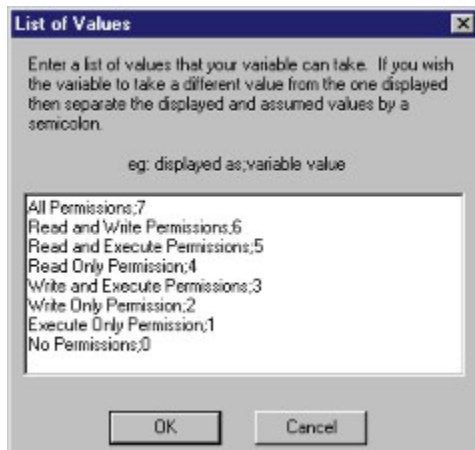 List of Values
Enter a list of values that your variable can take. If you wish
the variable to take a different value from the one displayed
then separate the displayed and assumed values by a
semicolon.
eg: displayed as;variable value
All Permissions;7
Read and Write Permissions;6
Read and Execute Permissions;5
Read Only Permission;4
Write and Execute Permissions;3
Write Only Permission;2
Execute Only Permission;1
No Permissions;0
OK
Cancel